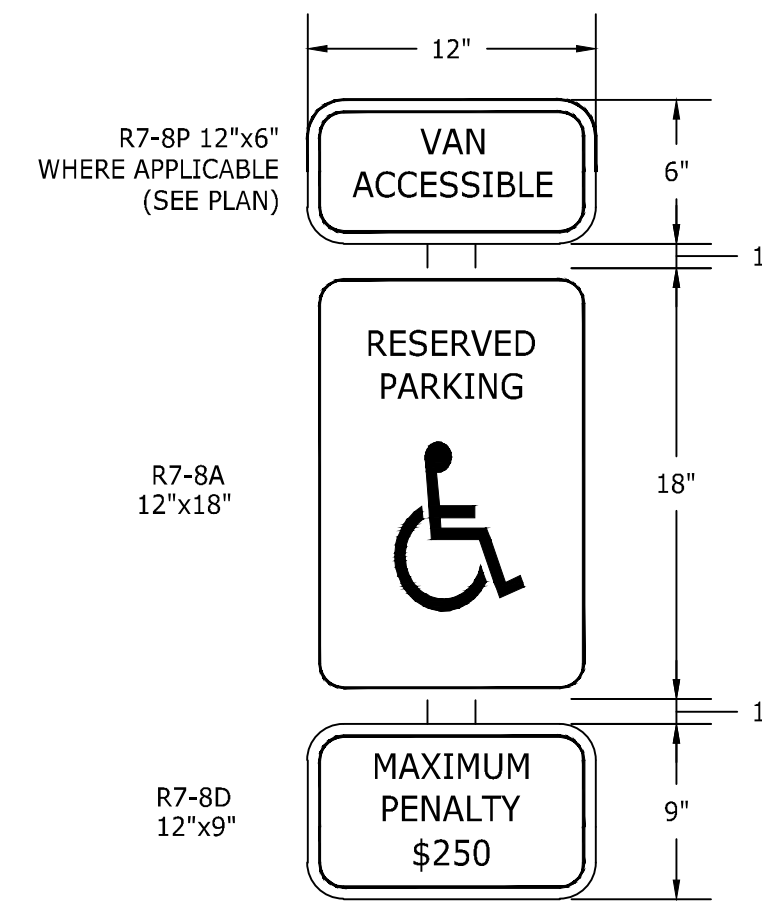 12"
R7-8P 12"x6"
WHERE APPLICABLE
(SEE PLAN)
VAN
ACCESSIBLE
6"
1
RESERVED
PARKING
R7-8A
12"x18"
18"
1
MAXIMUM
PENALTY
$250
R7-8D
12"x9"
9"